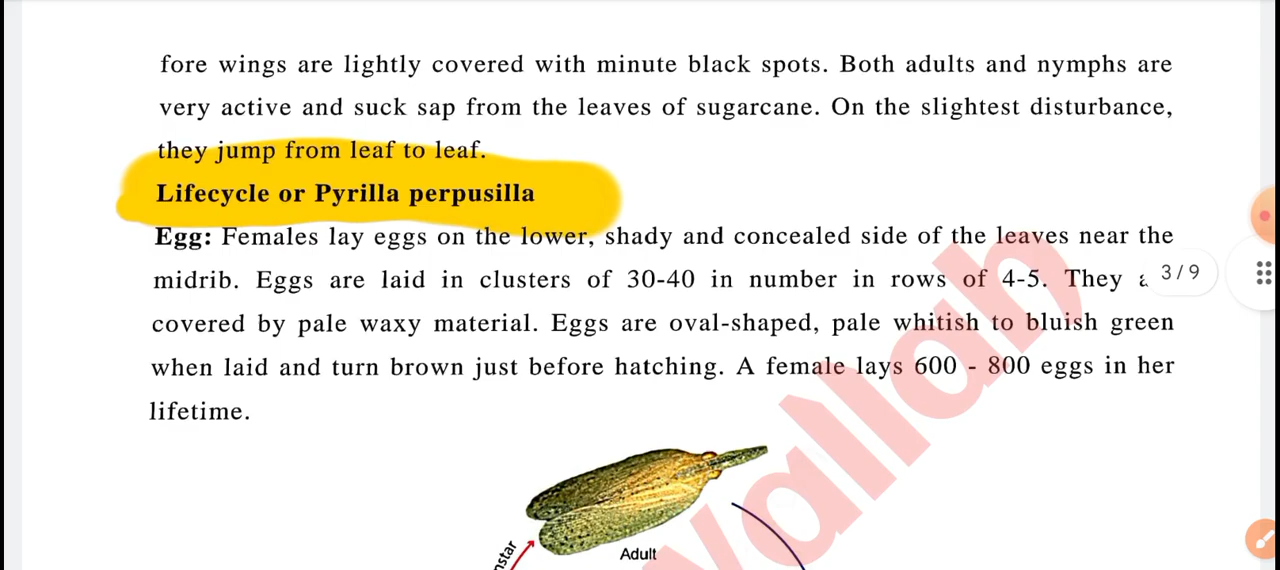 fore wings are lightly covered with minute black spots. Both adults and nymphs are
very active and suck sap from the leaves of sugarcane. On the slightest disturbance,
they jump from leaf to leaf.
Lifecycle or Pyrilla perpusilla
Egg: Females lay eggs on the lower, shady and concealed side of the leaves near the
midrib. Eggs are laid in clusters of 30-40 in number in rows of 4-5. They
3/9
covered by pale waxy material. Eggs are oval-shaped, pale whitish to bluish green
when laid and turn brown just before hatching. A female lays 600 - 800 eggs in her
lifetime.
Adult